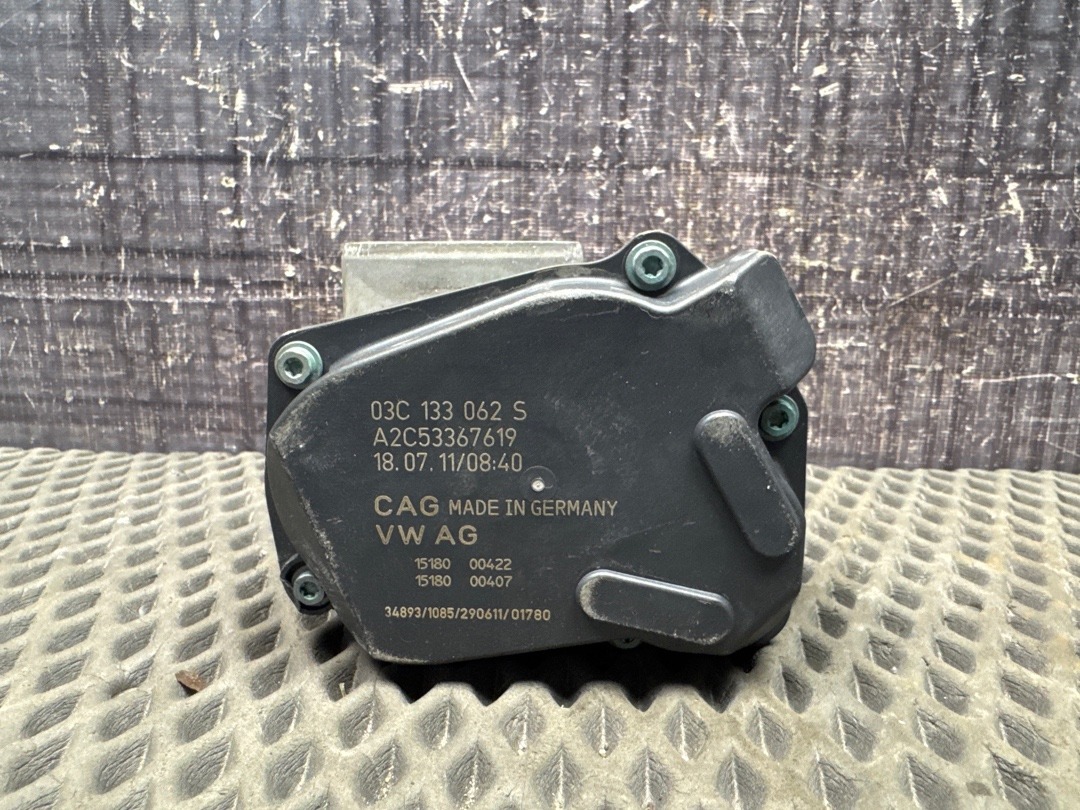 03C 133 062 S
A2C53367619
18.07.11/08:40
CAG MADE IN GERMANY
VW AG
15180 00422
15180 00407
34893/1085/290611/01780